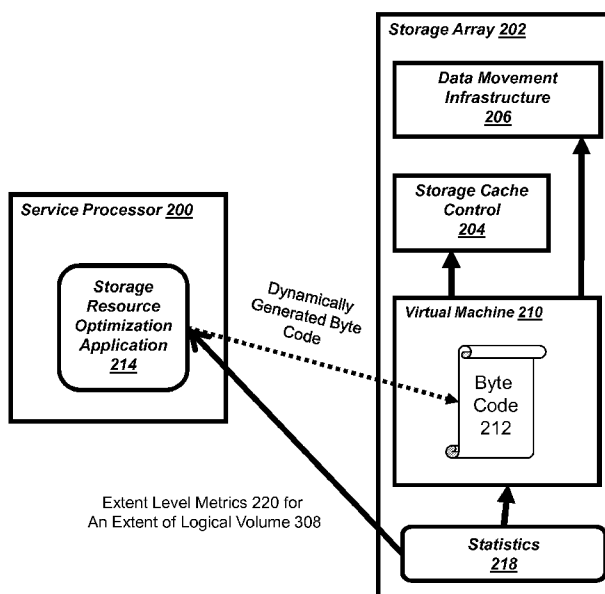 Storage Array 202
Data Movement
Infrastructure
206
Storage Cache
Control
204
Service Processor 200
Storage
Resource
Optimization
Application
214
Dynamically
Generated Byte
Code
Virtual Machine 210
Byte
Code
212
Extent Level Metrics 220 for
An Extent of Logical Volume 308
Statistics
218